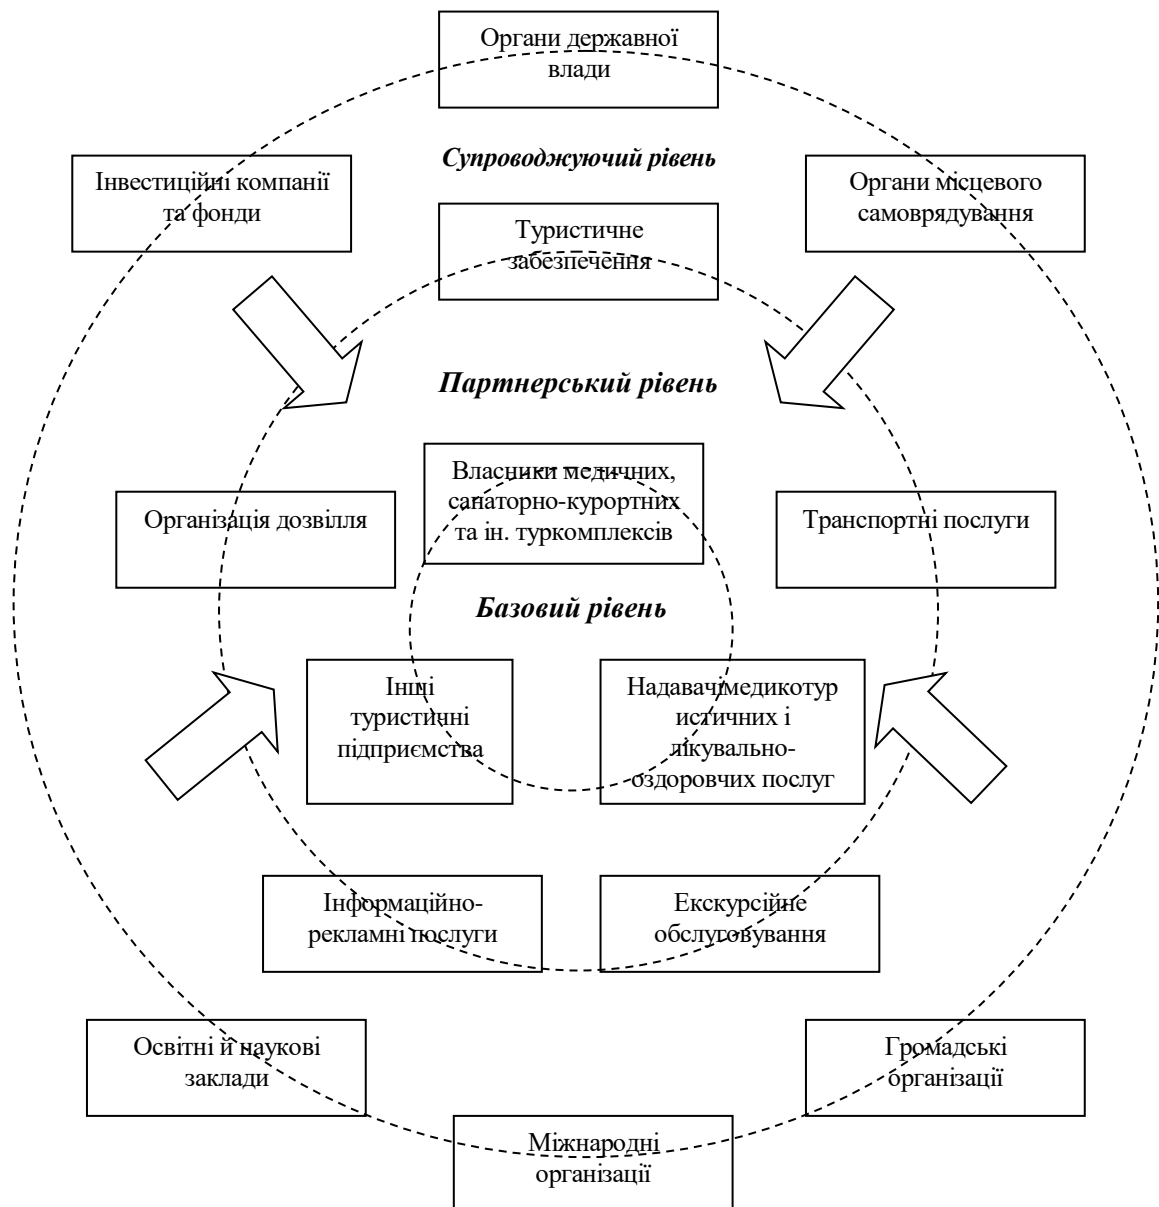 Органи державної
влади
Супроводжуючий рівень
Інвестиційні компанії
та фонди
Органи місцевого
самоврядування
Туристичне
забезпечення
Партнерський рівень
Власники медичних,
санаторно-курортних
та ін. туркомплексів
Організація дозвілля
Транспортні послуги
Базовий рівень
Інші
туристичні
підприємства
Надавачімедикотур
истичних і
лікувально-
оздоровчих послуг
Інформаційно-
рекламні послуги
Екскурсійне
обслуговування
Освітні й наукові
заклади
Громадські
організації
Міжнародні
організації